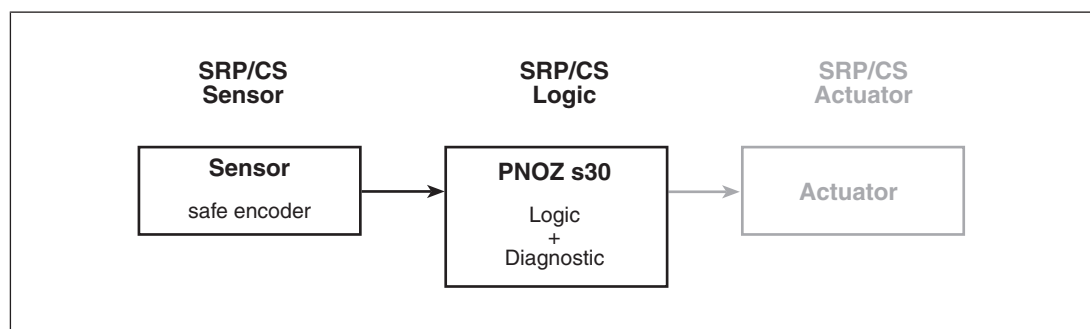 SRP/CS
Sensor
SRP/CS
Logic
SRP/CS
Actuator
Sensor
safe encoder
PNOZ s30
Logic
+
Diagnostic
Actuator